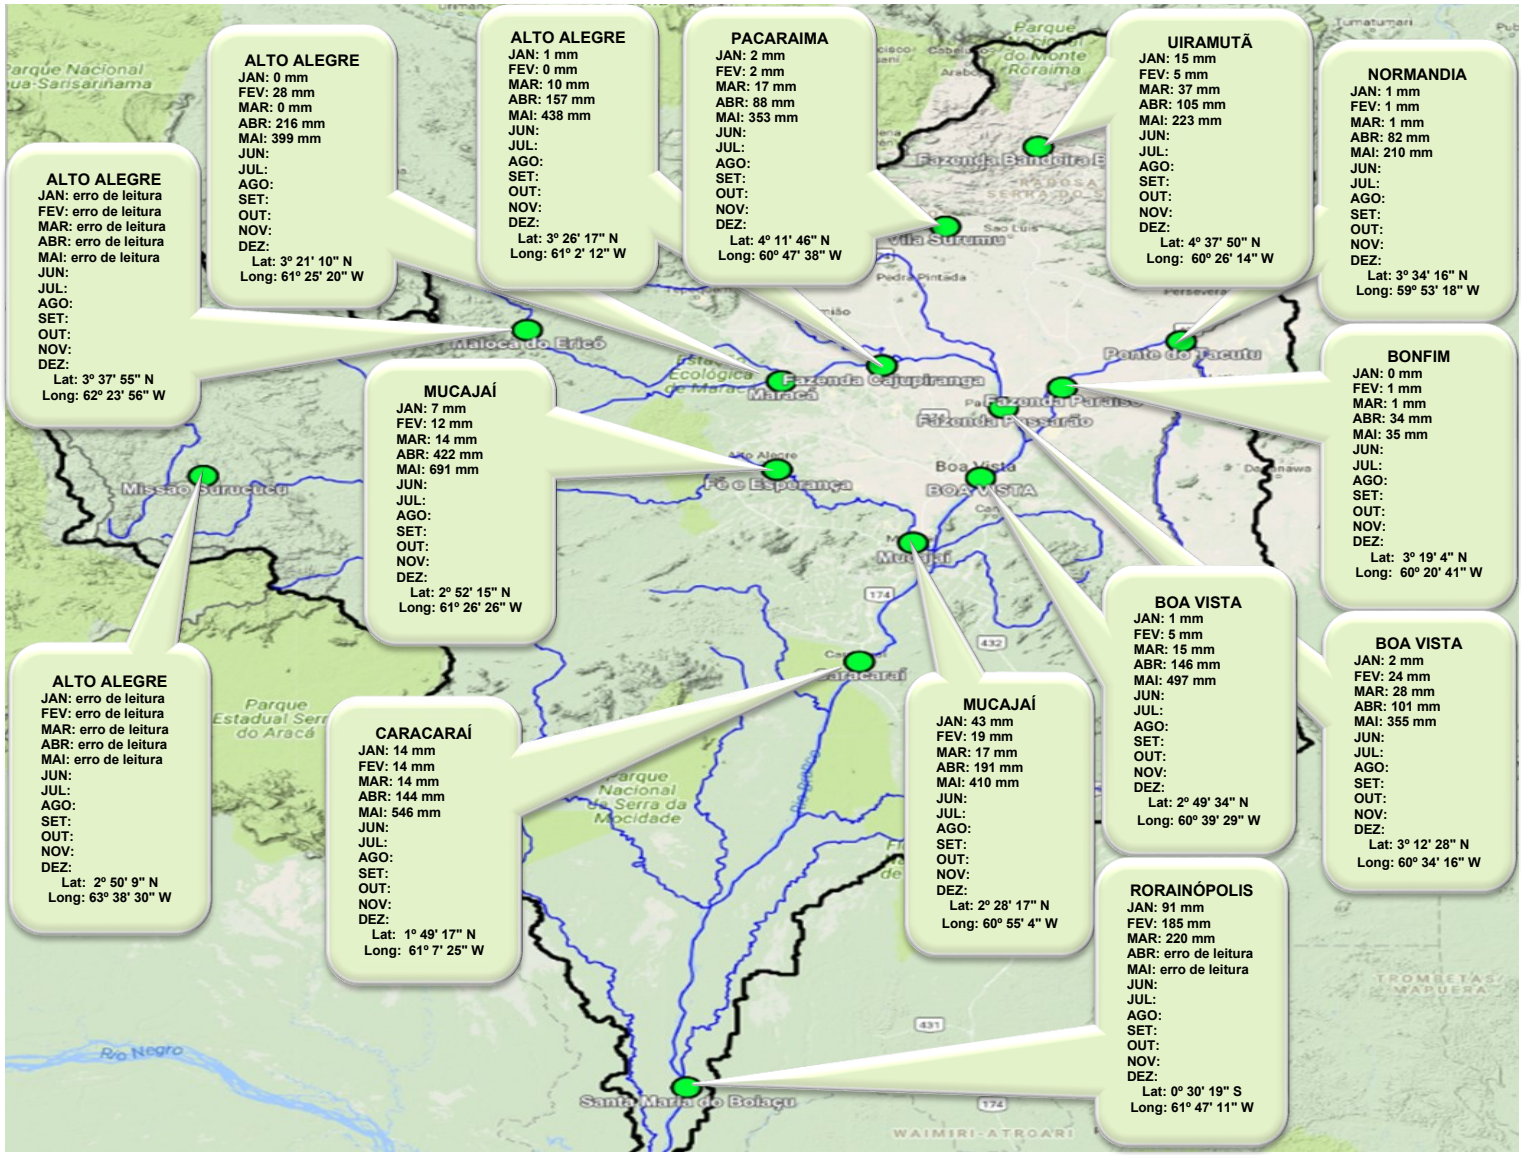 ALTO ALEGRE
JAN: 0 mm
FEV: 28 mm
MAR: 0 mm
ABR: 216 mm
MAI: 399 mm
JUN:
JUL:
AGO:
SET:
OUT:
NOV:
DEZ:
Lat: 3º 21' 10" N
Long: 61º 25' 20" W
ALTO ALEGRE
JAN: 1 mm
FEV: 0 mm
MAR: 10 mm
ABR: 157 mm
MAI: 438 mm
JUN:
JUL:
AGO:
SET:
OUT:
NOV:
DEZ:
Lat: 3º 26' 17" N
Long: 61º 2' 12" W
PACARAIMA
JAN: 2 mm
FEV: 2 mm
MAR: 17 mm
ABR: 88 mm
MAI: 353 mm
JUN:
JUL:
AGO:
SET:
OUT:
NOV:
DEZ:
Lat: 4º 11' 46" N
Long: 60º 47' 38" W
UIRAMUTÃ
JAN: 15 mm
FEV: 5 mm
MAR: 37 mm
ABR: 105 mm
MAI: 223 mm
JUN:
JUL:
AGO:
SET:
OUT:
NOV:
DEZ:
Lat: 4º 37' 50" N
Long: 60º 26' 14" W
NORMANDIA
JAN: 1 mm
FEV: 1 mm
MAR: 1 mm
ABR: 82 mm
MAI: 210 mm
JUN:
JUL:
AGO:
SET:
OUT:
NOV:
DEZ:
Lat: 3º 34' 16" N
Long: 59º 53' 18" W
ALTO ALEGRE
JAN: erro de leitura
FEV: erro de leitura
MAR: erro de leitura
ABR: erro de leitura
MAI: erro de leitura
JUN:
JUL:
AGO:
SET:
OUT:
NOV:
DEZ:
Lat: 3º 37' 55" N
Long: 62º 23' 56" W
MUCAJAÍ
JAN: 7 mm
FEV: 12 mm
MAR: 14 mm
ABR: 422 mm
MAI: 691 mm
JUN:
JUL:
AGO:
SET:
OUT:
NOV:
DEZ:
Lat: 2º 52' 15" N
Long: 61º 26' 26" W
BONFIM
JAN: 0 mm
FEV: 1 mm
MAR: 1 mm
ABR: 34 mm
MAI: 35 mm
JUN:
JUL:
AGO:
SET:
OUT:
NOV:
DEZ:
Lat: 3º 19' 4" N
Long: 60º 20' 41" W
BOA VISTA
JAN: 1 mm
FEV: 5 mm
MAR: 15 mm
ABR: 146 mm
MAI: 497 mm
JUN:
JUL:
AGO:
SET:
OUT:
NOV:
DEZ:
Lat: 2º 49' 34" N
Long: 60º 39' 29" W
BOA VISTA
JAN: 2 mm
FEV: 24 mm
MAR: 28 mm
ABR: 101 mm
MAI: 355 mm
JUN:
JUL:
AGO:
SET:
OUT:
NOV:
DEZ:
Lat: 3º 12' 28" N
Long: 60º 34' 16" W
ALTO ALEGRE
JAN: erro de leitura
FEV: erro de leitura
MAR: erro de leitura
ABR: erro de leitura
MAI: erro de leitura
JUN:
JUL:
AGO:
SET:
OUT:
NOV:
DEZ:
Lat: 2º 50' 9" N
Long: 63º 38' 30" W
CARACARAÍ
JAN: 14 mm
FEV: 14 mm
MAR: 14 mm
ABR: 144 mm
MAI: 546 mm
JUN:
JUL:
AGO:
SET:
OUT:
NOV:
DEZ:
Lat: 1º 49' 17" N
Long: 61º 7' 25" W
MUCAJAÍ
JAN: 43 mm
FEV: 19 mm
MAR: 17 mm
ABR: 191 mm
MAI: 410 mm
JUN:
JUL:
AGO:
SET:
OUT:
NOV:
DEZ:
Lat: 2º 28' 17" N
Long: 60º 55' 4" W
RORAINÓPOLIS
JAN: 91 mm
FEV: 185 mm
MAR: 220 mm
ABR: erro de leitura
MAI: erro de leitura
JUN:
JUL:
AGO:
SET:
OUT:
NOV:
DEZ:
Lat: 0º 30' 19" S
Long: 61º 47' 11" W
Tumatumari
Parque Nacional
do Monte
Roraima
Fazenda Bandeira B
Vila Surumu
Sao Luis
Pedra Pintada
Maloca do Ericó
Ponte do Tacutu
Ecológica
de Maracá
Maracá
Fazenda Cajupiranga
Fazenda Paraíso
Fazenda Passarão
Alto Alegre
Fé e Esperança
Boa Vista
BOA VISTA
Missão Surucucu
Mucajaí
174
432
Caracaraí
Parque
Estadual Serra
do Aracá
Parque
Nacional
da Serra da
Mocidade
Rio Branco
Rio Negro
431
174
Santa Maria do Boiaçu
TROMBETAS/
MAPUERA
WAIMIRI-ATROARI